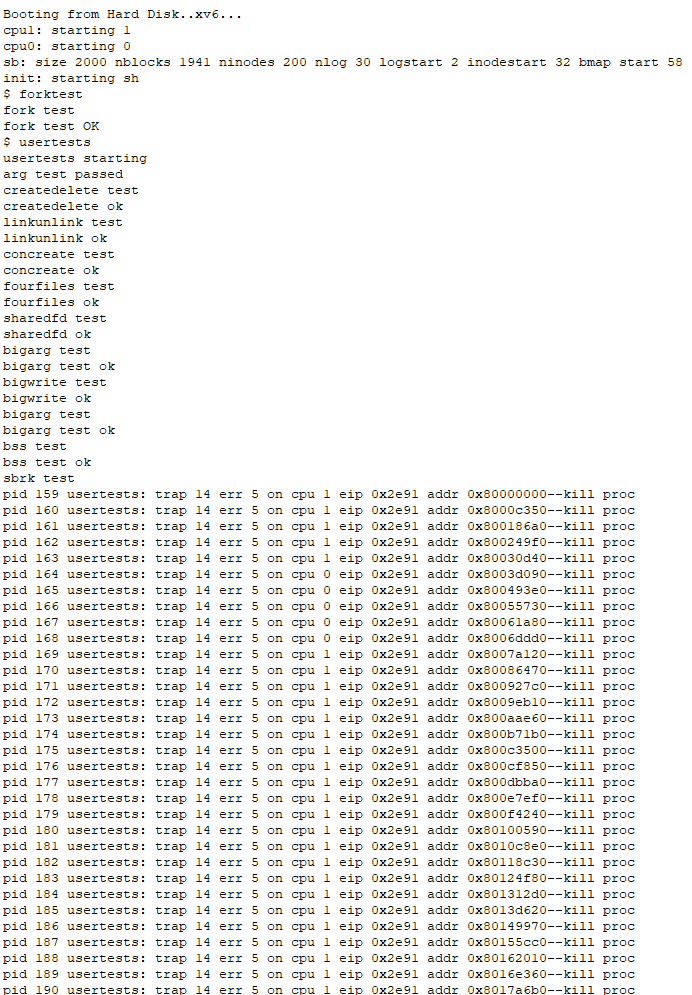 Booting from Hard Disk..xv6...
cpu1: starting 1
cpu0: starting 0
sb: size 2000 nblocks 1941 ninodes 200 nlog 30 logstart 2 inodestart 32 bmap start 58
init: starting sh
$ forktest
fork test
fork test OK
$ usertests
usertests starting
arg test passed
createdelete test
createdelete ok
linkunlink test
linkunlink ok
concreate test
concreate ok
fourfiles test
fourfiles ok
sharedfd test
sharedfd ok
bigarg test
bigarg test ok
bigwrite test
bigwrite ok
bigarg test
bigarg test ok
bss test
bss test ok
sbrk test
pid 159 usertests: trap 14 err 5 on cpu 1 eip 0x2e91 addr 0x80000000--kill proc
pid 160 usertests: trap 14 err 5 on cpu 1 eip 0x2e91 addr 0x8000c350--kill proc
pid 161 usertests: trap 14 err 5 on cpu 1 eip 0x2e91 addr 0x800186a0--kill proc
pid 162 usertests: trap 14 err 5 on cpu 1 eip 0x2e91 addr 0x800249f0--kill proc
pid 163 usertests: trap 14 err 5 on cpu 1 eip 0x2e91 addr 0x80030d40--kill proc
pid 164 usertests: trap 14 err 5 on cpu 0 eip 0x2e91 addr 0x8003d090--kill proc
pid 165 usertests: trap 14 err 5 on cpu 0 eip 0x2e91 addr 0x800493e0--kill proc
pid 166 usertests: trap 14 err 5 on cpu 0 eip 0x2e91 addr 0x80055730--kill proc
pid 167 usertests: trap 14 err 5 on cpu 0 eip 0x2e91 addr 0x80061a80--kill proc
pid 168 usertests: trap 14 err 5 on cpu 0 eip 0x2e91 addr 0x8006ddd0--kill proc
pid 169 usertests: trap 14 err 5 on cpu 1 eip 0x2e91 addr 0x8007a120--kill proc
pid 170 usertests: trap 14 err 5 on cpu 1 eip 0x2e91 addr 0x80086470--kill proc
pid 171 usertests: trap 14 err 5 on cpu 1 eip 0x2e91 addr 0x800927c0--kill proc
pid 172 usertests: trap 14 err 5 on cpu 1 eip 0x2e91 addr 0x8009eb10--kill proc
pid 173 usertests: trap 14 err 5 on cpu 1 eip 0x2e91 addr 0x800aae60--kill proc
pid 174 usertests: trap 14 err 5 on cpu 1 eip 0x2e91 addr 0x800b71b0--kill proc
pid 175 usertests: trap 14 err 5 on cpu 1 eip 0x2e91 addr 0x800c3500--kill proc
pid 176 usertests: trap 14 err 5 on cpu 1 eip 0x2e91 addr 0x800cf850--kill proc
pid 177 usertests: trap 14 err 5 on cpu 1 eip 0x2e91 addr 0x800dbba0--kill proc
pid 178 usertests: trap 14 err 5 on cpu 1 eip 0x2e91 addr 0x800e7ef0--kill proc
pid 179 usertests: trap 14 err 5 on cpu 1 eip 0x2e91 addr 0x800f4240--kill proc
pid 180 usertests: trap 14 err 5 on cpu 1 eip 0x2e91 addr 0x80100590--kill proc
pid 181 usertests: trap 14 err 5 on cpu 1 eip 0x2e91 addr 0x8010c8e0--kill proc
pid 182 usertests: trap 14 err 5 on cpu 1 eip 0x2e91 addr 0x80118c30--kill proc
pid 183 usertests: trap 14 err 5 on cpu 1 eip 0x2e91 addr 0x80124f80--kill proc
pid 184 usertests: trap 14 err 5 on cpu 1 eip 0x2e91 addr 0x801312d0--kill proc
pid 185 usertests: trap 14 err 5 on cpu 1 eip 0x2e91 addr 0x8013d620--kill proc
pid 186 usertests: trap 14 err 5 on cpu 1 eip 0x2e91 addr 0x80149970--kill proc
pid 187 usertests: trap 14 err 5 on cpu 1 eip 0x2e91 addr 0x80155cc0--kill proc
pid 188 usertests: trap 14 err 5 on cpu 1 eip 0x2e91 addr 0x80162010--kill proc
pid 189 usertests: trap 14 err 5 on cpu 1 eip 0x2e91 addr 0x8016e360--kill proc
pid 190 usertests: trap 14 err 5 on cpu 1 eip 0x2e91 addr 0x8017a6b0--kill proc